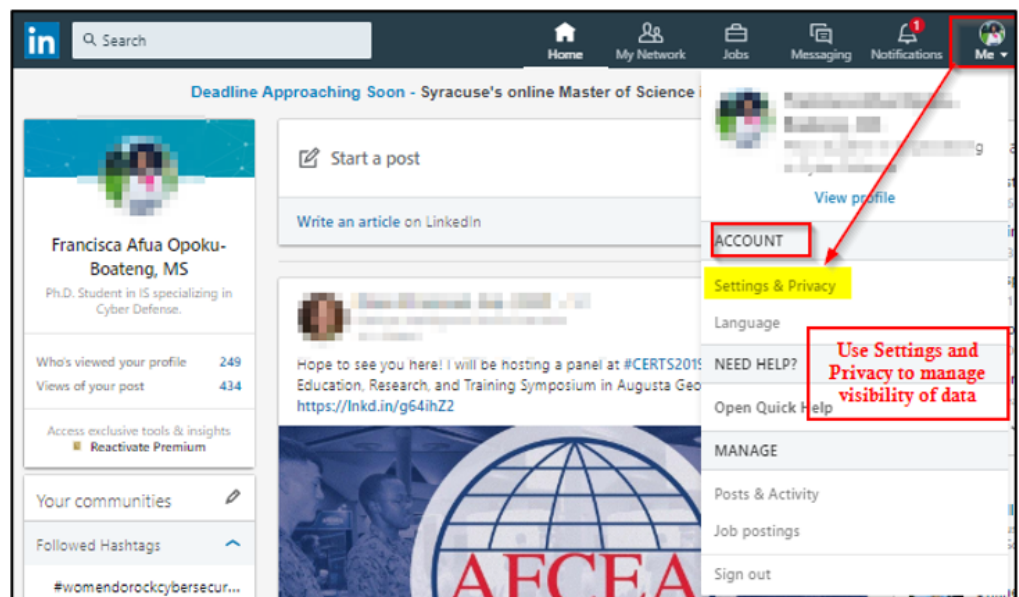 in
Search
Home
My Network
Jobs
Messaging
1
Notifications
Me
Deadline Approaching Soon - Syracuse's online Master of Science i
Francisca Afua Opoku-
Boateng, MS
Ph.D. Student in IS specializing in
Cyber Defense.
Who's viewed your profile 249
Views of your post 434
Access exclusive tools & insights
Reactivate Premium
Your communities
Followed Hashtags
#womendorockcybersecur...
Start a post
Write an article on LinkedIn
Hope to see you here! I will be hosting a panel at #CERTS2019
Education, Research, and Training Symposium in Augusta Geo
https://lnkd.in/g64ihZ2
AFCEA
View profile
ACCOUNT
Settings & Privacy
Language
NEED HELP?
Open Quick Help
MANAGE
Posts & Activity
Job postings
Sign out
Use Settings and
Privacy to manage
visibility of data